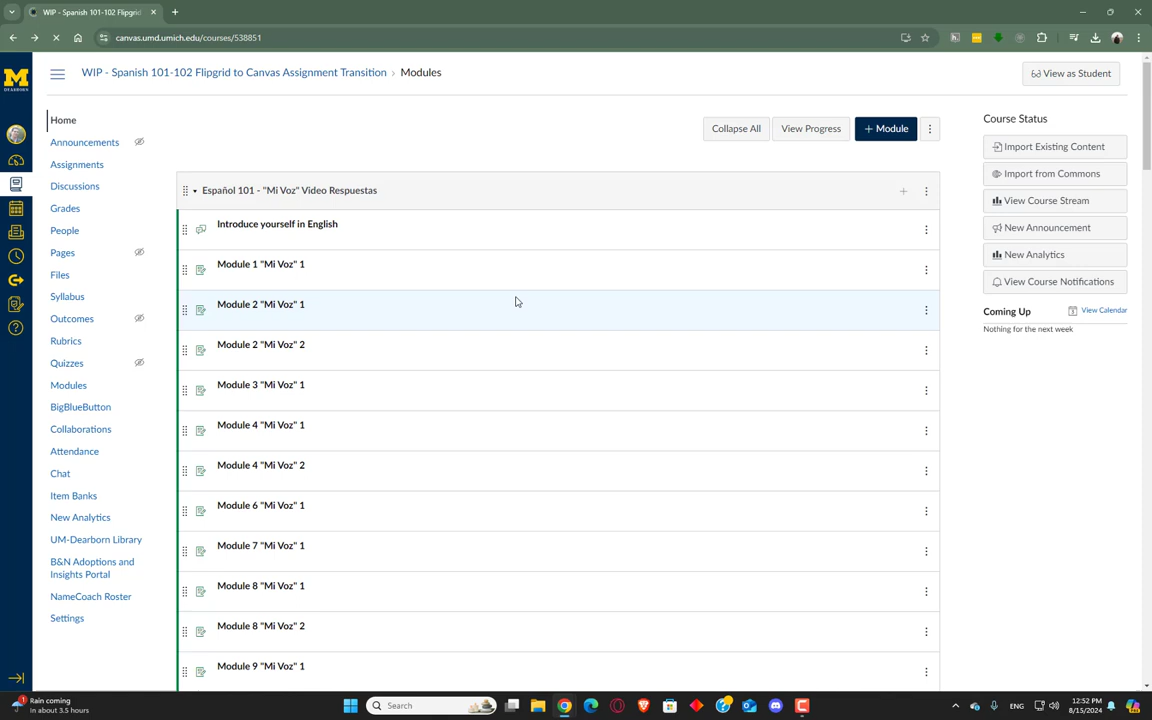 WIP - Spanish 101-102 Flipgrid
canvas.umd.umich.edu/courses/538851
M
DEARBORN
WIP - Spanish 101-102 Flipgrid to Canvas Assignment Transition › Modules
View as Student
Home
Announcements
Assignments
Discussions
Grades
People
Pages
Files
Syllabus
Outcomes
Rubrics
Quizzes
Modules
BigBlueButton
Collaborations
Attendance
Chat
Item Banks
New Analytics
UM-Dearborn Library
B&N Adoptions and
Insights Portal
NameCoach Roster
Settings
Collapse All
View Progress
+ Module
Español 101 - "Mi Voz" Video Respuestas
Introduce yourself in English
Module 1 "Mi Voz" 1
Module 2 "Mi Voz" 1
Module 2 "Mi Voz" 2
Module 3 "Mi Voz" 1
Module 4 "Mi Voz" 1
Module 4 "Mi Voz" 2
Module 6 "Mi Voz" 1
Module 7 "Mi Voz" 1
Module 8 "Mi Voz" 1
Module 8 "Mi Voz" 2
Module 9 "Mi Voz" 1
Course Status
Import Existing Content
Import from Commons
View Course Stream
New Announcement
New Analytics
View Course Notifications
Coming Up
View Calendar
Nothing for the next week
Rain coming
In about 3.5 hours
Search
ENG
12:52 PM
8/15/2024